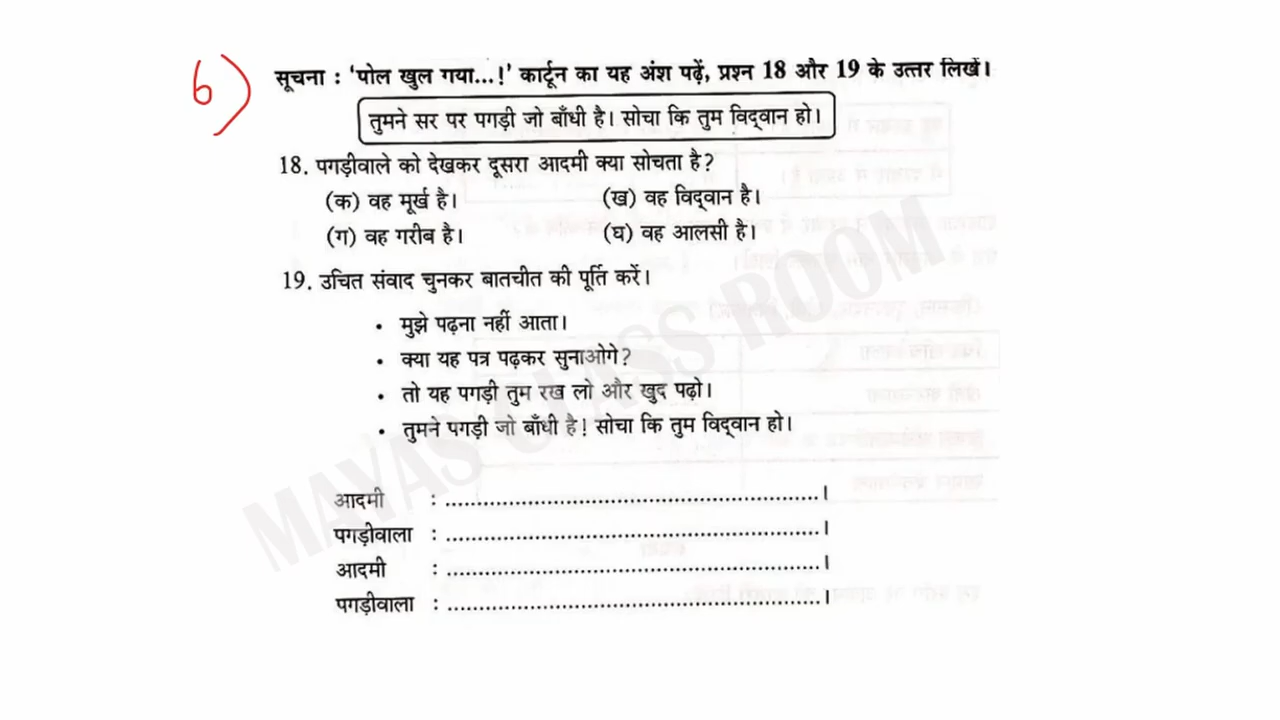 6)
सूचना : 'पोल खुल गया...!' कार्टून का यह अंश पढ़ें, प्रश्न 18 और 19 के उत्तर लिखें।
तुमने सर पर पगड़ी जो बाँधी है। सोचा कि तुम विद्वान हो।
18. पगड़ीवाले को देखकर दूसरा आदमी क्या सोचता है?
(क) वह मूर्ख है। (ख) वह विद्वान है।
(ग) वह गरीब है। (घ) वह आलसी है।
19. उचित संवाद चुनकर बातचीत की पूर्ति करें।
• मुझे पढ़ना नहीं आता।
• क्या यह पत्र पढ़कर सुनाओगे?
• तो यह पगड़ी तुम रख लो और खुद पढ़ो।
• तुमने पगड़ी जो बाँधी है! सोचा कि तुम विद्वान हो।
आदमी : ............................................................।
पगड़ीवाला : ............................................................।
आदमी : ............................................................।
पगड़ीवाला : ............................................................।
MAYAS CLASS ROOM